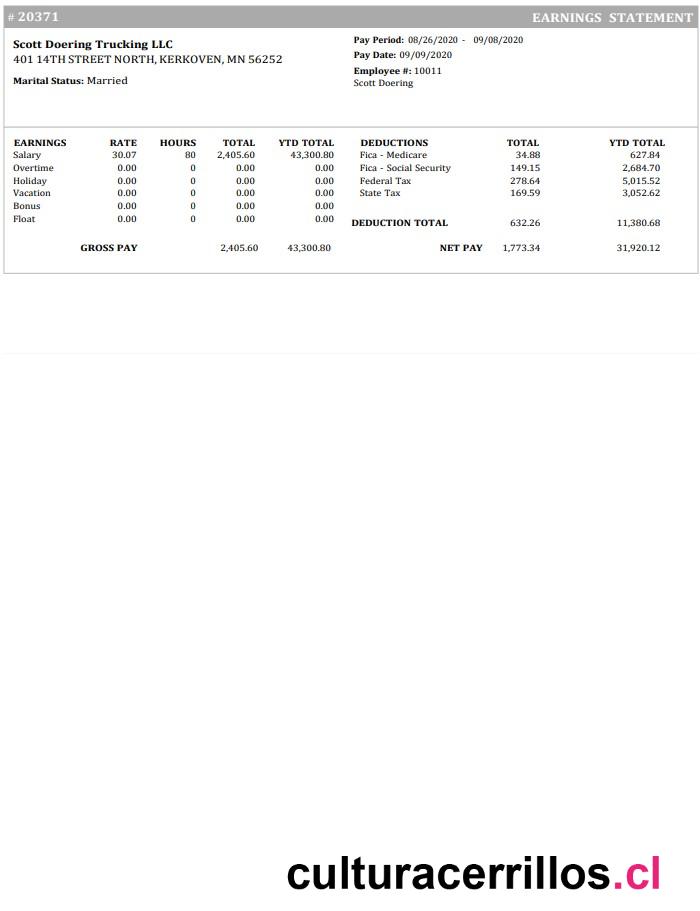 # 20371 EARNINGS STATEMENT
Scott Doering Trucking LLC
401 14TH STREET NORTH, KERKOVEN, MN 56252
Marital Status: Married
Pay Period: 08/26/2020 - 09/08/2020
Pay Date: 09/09/2020
Employee #: 10011
Scott Doering
EARNINGS RATE HOURS TOTAL YTD TOTAL
Salary 30.07 80 2,405.60 43,300.80
Overtime 0.00 0 0.00 0.00
Holiday 0.00 0 0.00 0.00
Vacation 0.00 0 0.00 0.00
Bonus 0.00 0 0.00 0.00
Float 0.00 0 0.00 0.00
GROSS PAY 2,405.60 43,300.80
DEDUCTIONS TOTAL YTD TOTAL
Fica - Medicare 34.88 627.84
Fica - Social Security 149.15 2,684.70
Federal Tax 278.64 5,015.52
State Tax 169.59 3,052.62
DEDUCTION TOTAL 632.26 11,380.68
NET PAY 1,773.34 31,920.12
culturacerrillos.cl